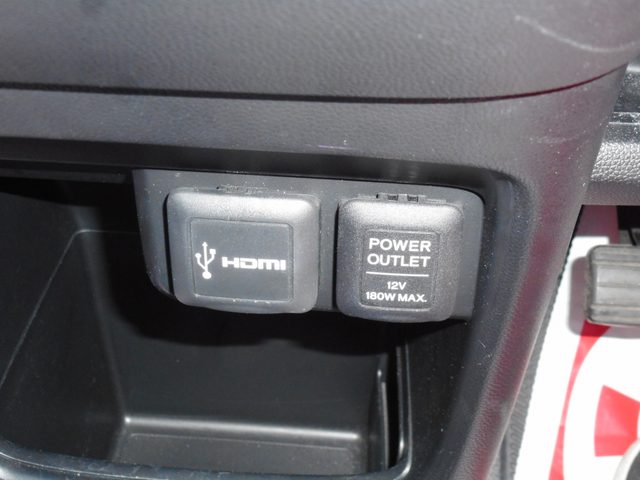 HDMI
POWER
OUTLET
12V
180W MAX.